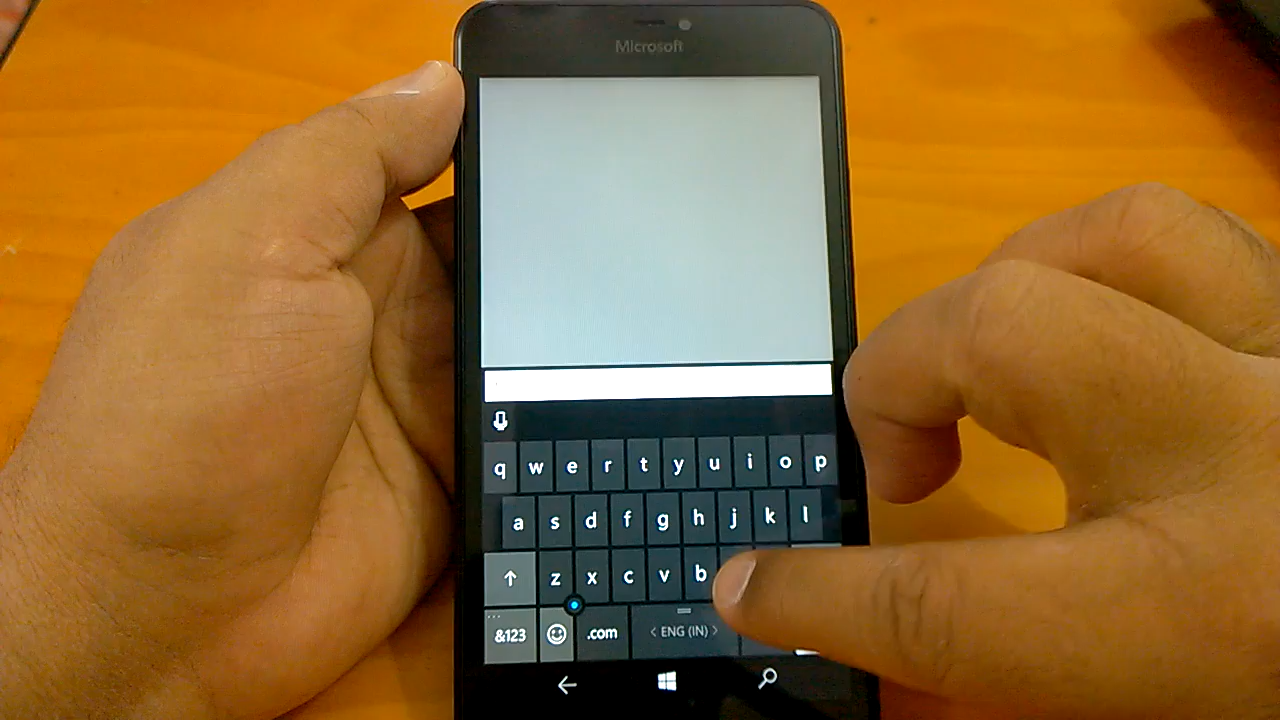 Microsoft
q w e r t y u i o p
a s d f g h j k l
z x c v b
&123 .com < ENG (IN) >